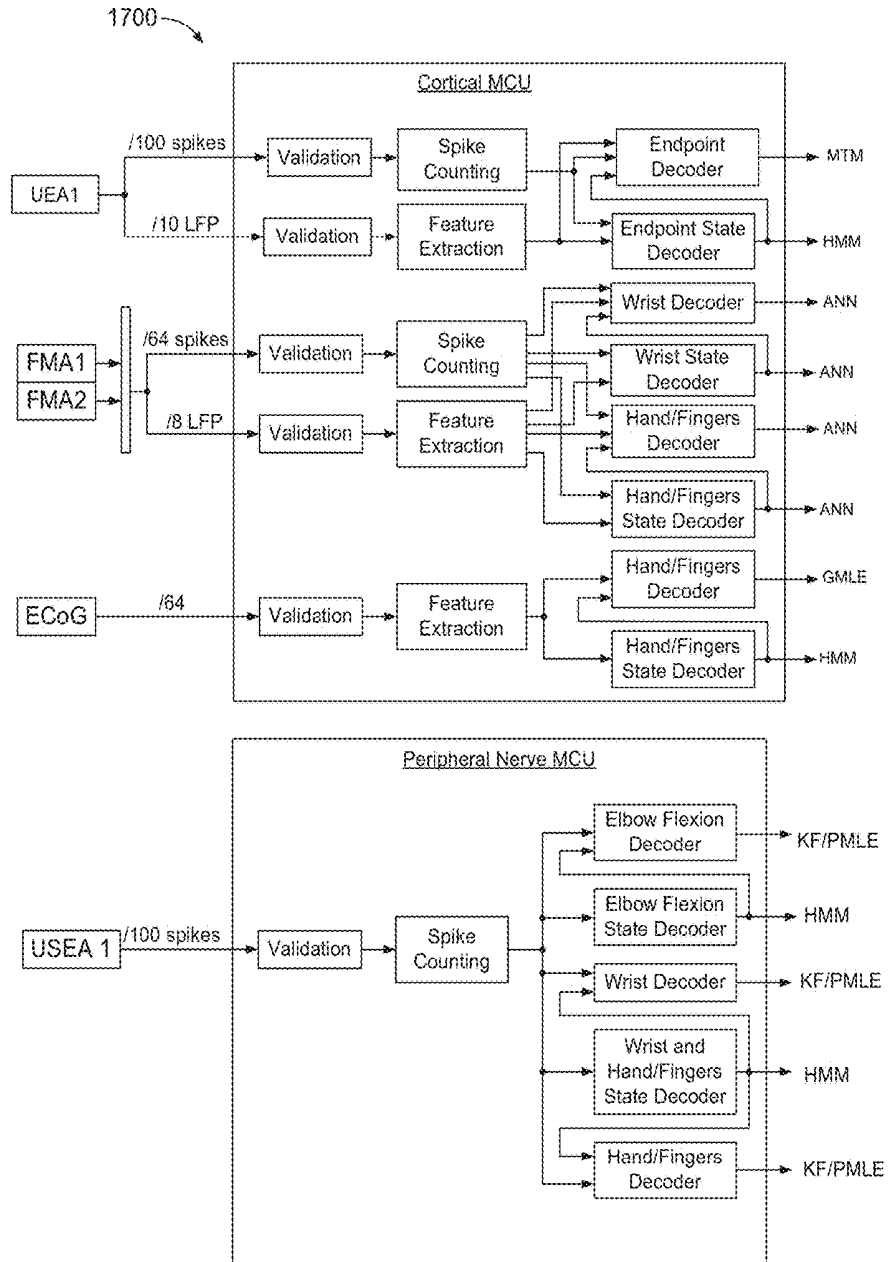 1700
Cortical MCU
/100 spikes
Validation
Spike
Counting
Endpoint
Decoder
MTM
UEA1
/10 LFP
Validation
Feature
Extraction
Endpoint State
Decoder
HMM
Wrist Decoder
ANN
FMA1
FMA2
/64 spikes
Validation
Spike
Counting
Wrist State
Decoder
ANN
/8 LFP
Validation
Feature
Extraction
Hand/Fingers
Decoder
ANN
Hand/Fingers
State Decoder
ANN
ECoG
/64
Validation
Feature
Extraction
Hand/Fingers
Decoder
GMLE
Hand/Fingers
State Decoder
HMM
Peripheral Nerve MCU
Elbow Flexion
Decoder
KF/PMLE
USEA 1
/100 spikes
Validation
Spike
Counting
Elbow Flexion
State Decoder
HMM
Wrist Decoder
KF/PMLE
Wrist and
Hand/Fingers
State Decoder
HMM
Hand/Fingers
Decoder
KF/PMLE